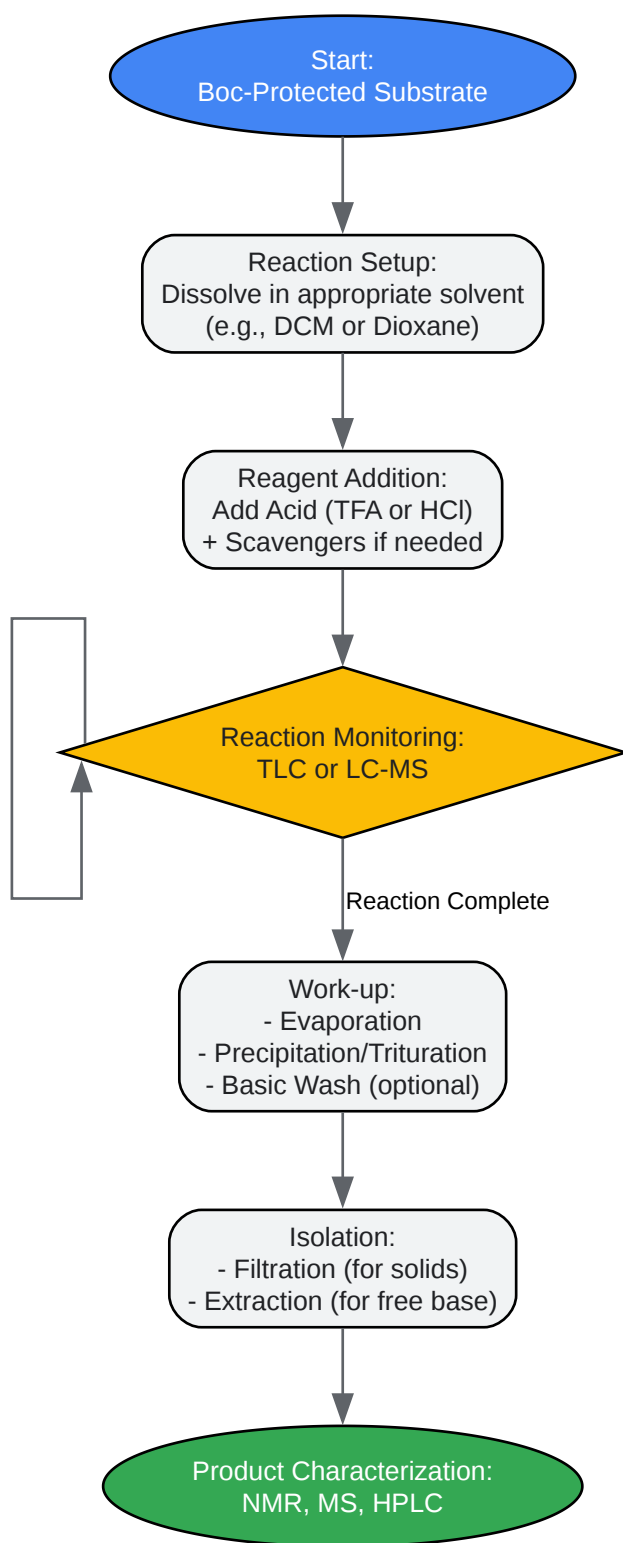 Start:
Boc-Protected Substrate
Reaction Setup:
Dissolve in appropriate solvent
(e.g., DCM or Dioxane)
Reagent Addition:
Add Acid (TFA or HCl)
+ Scavengers if needed
Reaction Monitoring:
TLC or LC-MS
Reaction Complete
Work-up:
- Evaporation
- Precipitation/Trituration
- Basic Wash (optional)
Isolation:
- Filtration (for solids)
- Extraction (for free base)
Product Characterization:
NMR, MS, HPLC